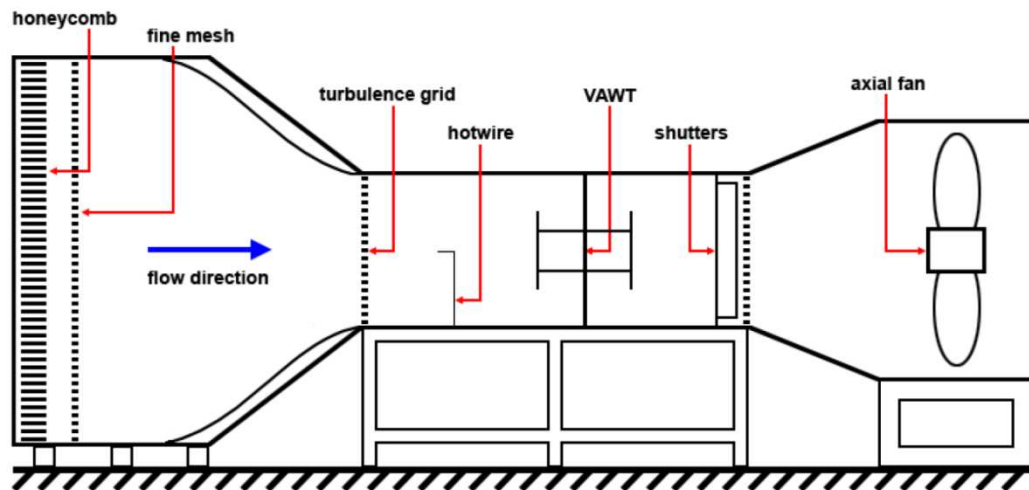 honeycomb
fine mesh
turbulence grid
hotwire
VAWT
shutters
axial fan
flow direction